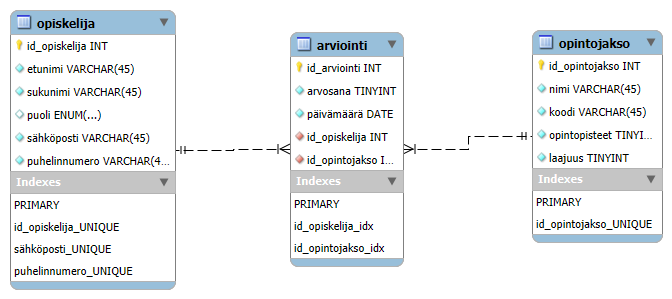 opiskelija
id_opiskelija INT
etunimi VARCHAR(45)
sukunimi VARCHAR(45)
puoli ENUM(...)
sähköposti VARCHAR(45)
puhelinnumero VARCHAR(4...
Indexes
PRIMARY
id_opiskelija_UNIQUE
sähköposti_UNIQUE
puhelinnumero_UNIQUE
arviointi
id_arviointi INT
arvosana TINYINT
päivämäärä DATE
id_opiskelija INT
id_opintojakso I...
Indexes
PRIMARY
id_opiskelija_idx
id_opintojakso_idx
opintojakso
id_opintojakso INT
nimi VARCHAR(45)
koodi VARCHAR(45)
opintopisteet TINYI...
laajuus TINYINT
Indexes
PRIMARY
id_opintojakso_UNIQUE